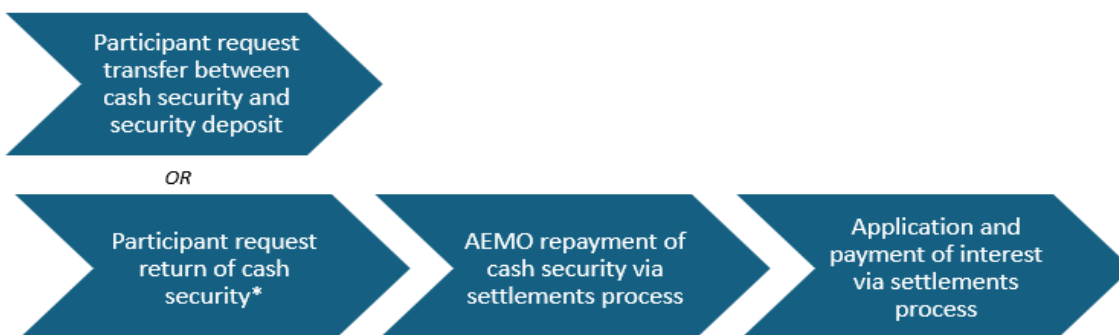 Participant request
transfer between
cash security and
security deposit
OR
Participant request
return of cash
security*
AEMO repayment of
cash security via
settlements process
Application and
payment of interest
via settlements
process